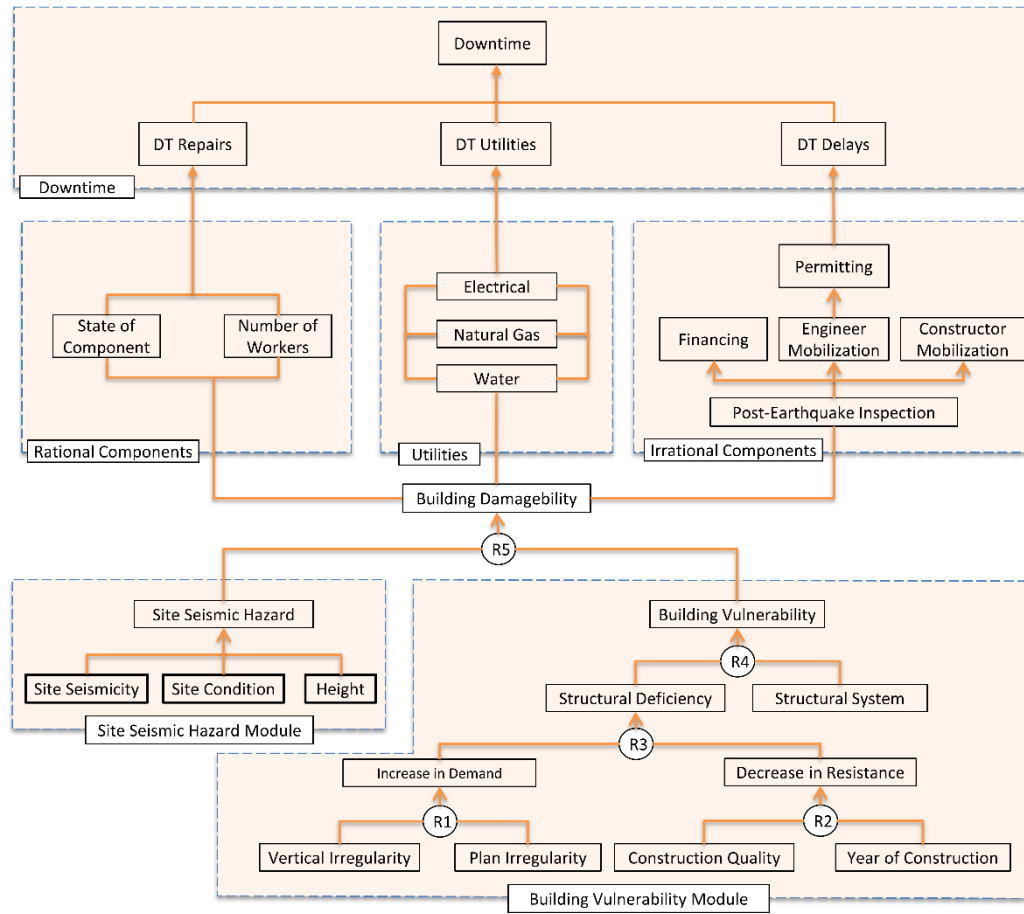 Downtime
DT Repairs
DT Utilities
DT Delays
Downtime
Electrical
Natural Gas
Water
Permitting
State of
Component
Number of
Workers
Financing
Engineer
Mobilization
Constructor
Mobilization
Post-Earthquake Inspection
Rational Components
Utilities
Irrational Components
Building Damagebility
R5
Site Seismic Hazard
Building Vulnerability
R4
Site Seismicity
Site Condition
Height
Structural Deficiency
Structural System
Site Seismic Hazard Module
R3
Increase in Demand
Decrease in Resistance
R1
R2
Vertical Irregularity
Plan Irregularity
Construction Quality
Year of Construction
Building Vulnerability Module